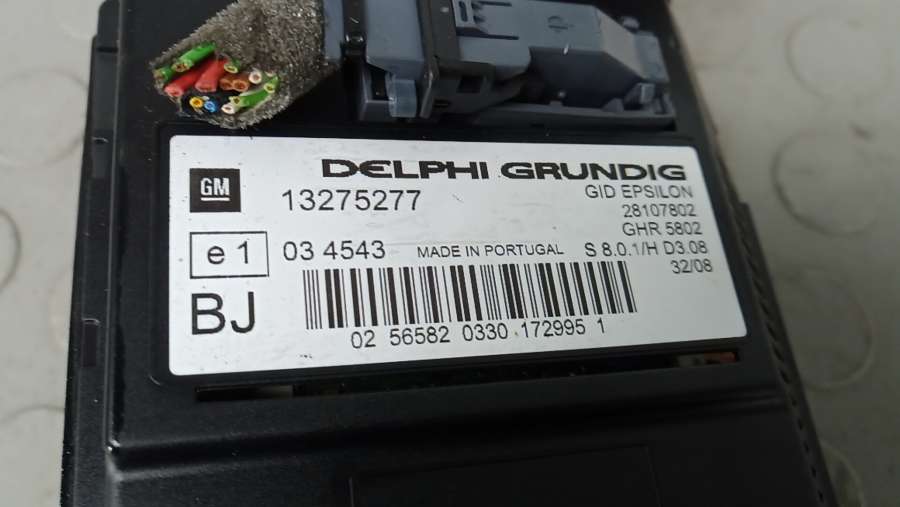 DELPHI GRUNDIG
GM 13275277 GID EPSILON
28107802
GHR 5802
e1 03 4543 MADE IN PORTUGAL S 8.0.1/H D3.08
32/08
BJ
02 56582 0330 172995 1